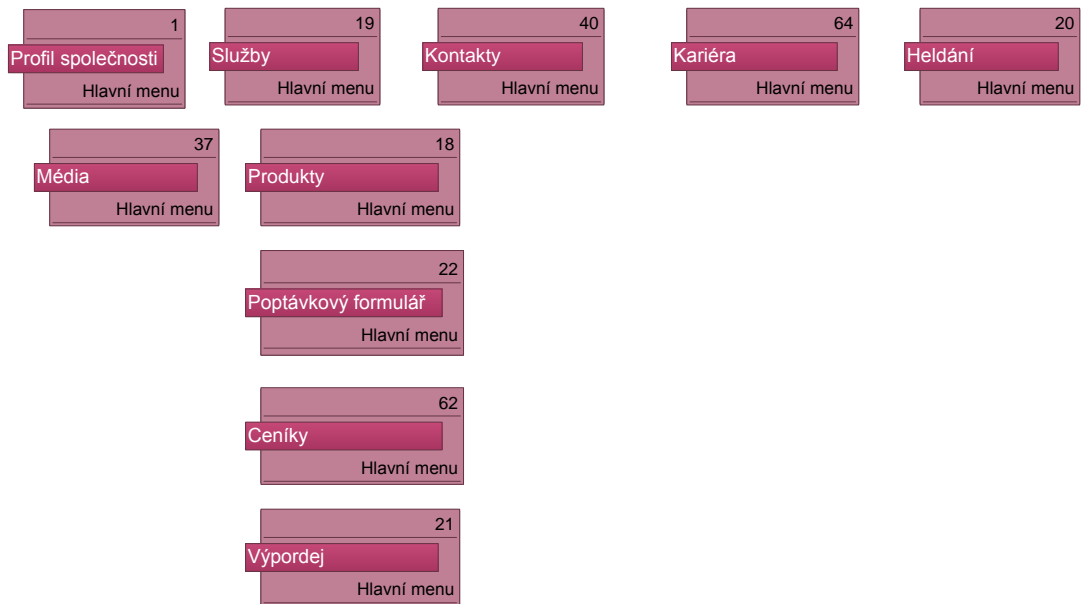 1
Profil společnosti
Hlavní menu
19
Služby
Hlavní menu
40
Kontakty
Hlavní menu
64
Kariéra
Hlavní menu
20
Heldání
Hlavní menu
37
Média
Hlavní menu
18
Produkty
Hlavní menu
22
Poptávkový formulář
Hlavní menu
62
Ceníky
Hlavní menu
21
Výpordej
Hlavní menu